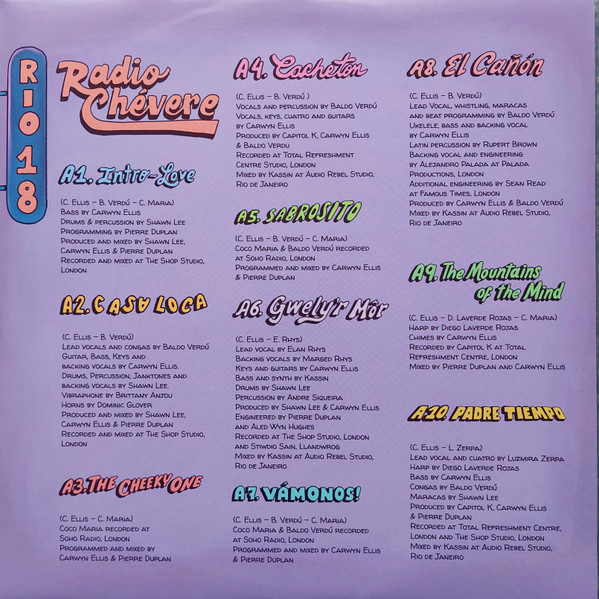 RIO 18
Radio
Chévere
A1. Intro-Love
(C. Ellis – B. Verdú – C. Maria)
Bass by Carwyn Ellis
Drums & percussion by Shawn Lee
Programming by Pierre Duplan
Produced and mixed by Shawn Lee,
Carwyn Ellis & Pierre Duplan
Recorded and mixed at The Shop Studio,
London
A2. CASA LOCA
(C. Ellis – B. Verdú)
Lead vocals and congas by Baldo Verdú
Guitar, Bass, Keys and
backing vocals by Carwyn Ellis.
Drums, Percussion, Janktones and
backing vocals by Shawn Lee.
Vibraphone by Brittany Anjou
Horns by Dominic Glover
Produced and mixed by Shawn Lee,
Carwyn Ellis & Pierre Duplan
Recorded and mixed at The Shop Studio,
London
A3. THE CHEEKY ONE
(C. Ellis – C. Maria)
Coco Maria recorded at
Soho Radio, London
Programmed and mixed by
Carwyn Ellis & Pierre Duplan
A4. Cachetón
(C. Ellis – B. Verdú )
Vocals and percussion by Baldo Verdú
Vocals, keys, cuatro and guitars
by Carwyn Ellis
Produced by Capitol K, Carwyn Ellis
& Baldo Verdu
Recorded at Total Refreshment
Centre Studio, London
Mixed by Kassin at Audio Rebel Studio,
Rio de Janeiro
A5. SABROSITO
(C. Ellis – B. Verdú – C. Maria)
Coco Maria & Baldo Verdú recorded
at Soho Radio, London
Programmed and mixed by Carwyn Ellis
& Pierre Duplan
A6. Gwely'r Môr
(C. Ellis – E. Rhys)
Lead vocal by Elan Rhys
Backing vocals by Marged Rhys
Keys and guitars by Carwyn Ellis
Bass and synth by Kassin
Drums by Shawn Lee
Percussion by Andre Siqueira
Produced by Shawn Lee & Carwyn Ellis
Engineered by Pierre Duplan
and Aled Wyn Hughes
Recorded at The Shop Studio, London
and Stiwdio Sain, Llandwrog
Mixed by Kassin at Audio Rebel Studio,
Rio de Janeiro
A7. VÁMONOS!
(C. Ellis – B. Verdú – C. Maria)
Coco Maria & Baldo Verdú recorded
at Soho Radio, London
Programmed and mixed by Carwyn Ellis
& Pierre Duplan
A8. El Cañón
(C. Ellis – B. Verdú)
Lead Vocal, whistling, maracas
and beat programming by Baldo Verdú
Ukelele, bass and backing vocal
by Carwyn Ellis
Latin percussion by Rupert Brown
Backing vocal and engineering
by Alejandro Palada at Palada
Productions, London
Additional engineering by Sean Read
at Famous Times, London
Produced by Carwyn Ellis & Baldo Verdú
Mixed by Kassin at Audio Rebel Studio,
Rio de Janeiro
A9. The Mountains
of the Mind
(C. Ellis – D. Laverde Rojas – C. Maria)
Harp by Diego Laverde Rojas
Chimes by Carwyn Ellis
Recorded by Capitol K at Total
Refreshment Centre, London
Mixed by Pierre Duplan and Carwyn Ellis
A10. PADRE TIEMPO
(C. Ellis – L. Zerpa)
Lead vocal and cuatro by Luzmira Zerpa
Harp by Diego Laverde Rojas
Bass by Carwyn Ellis
Congas by Baldo Verdú
Maracas by Shawn Lee
Produced by Capitol K, Carwyn Ellis
& Pierre Duplan
Recorded at Total Refreshment Centre,
London and The Shop Studio, London
Mixed by Kassin at Audio Rebel Studio,
Rio de Janeiro